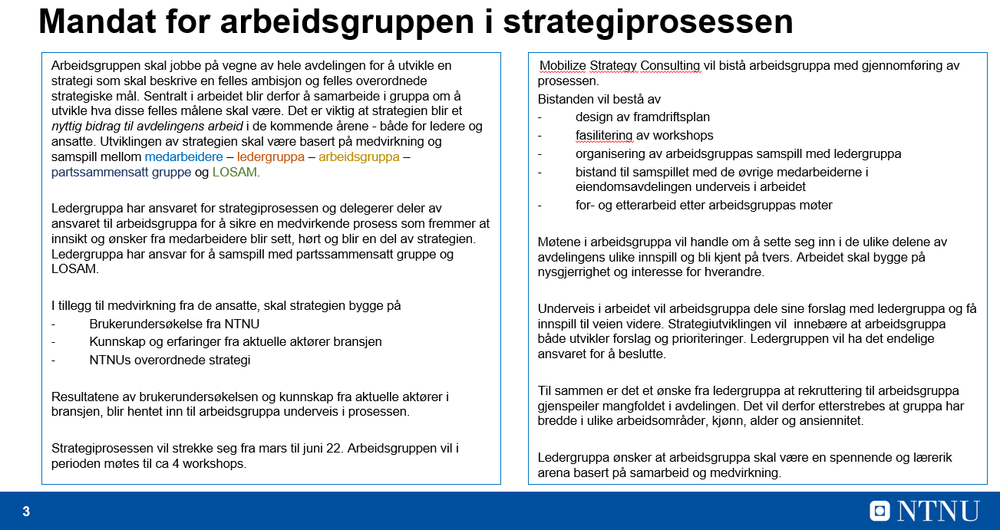 Mandat for arbeidsgruppen i strategiprosessen
Arbeidsgruppen skal jobbe på vegne av hele avdelingen for å utvikle en
strategi som skal beskrive en felles ambisjon og felles overordnede
strategiske mål. Sentralt i arbeidet blir derfor å samarbeide i gruppa om å
utvikle hva disse felles målene skal være. Det er viktig at strategien blir et
nyttig bidrag til avdelingens arbeid i de kommende årene - både for ledere og
ansatte. Utviklingen av strategien skal være basert på medvirkning og
samspill mellom medarbeidere – ledergruppa – arbeidsgruppa –
partssammensatt gruppe og LOSAM.
Ledergruppa har ansvaret for strategiprosessen og delegerer deler av
ansvaret til arbeidsgruppa for å sikre en medvirkende prosess som fremmer at
innsikt og ønsker fra medarbeidere blir sett, hørt og blir en del av strategien.
Ledergruppa har ansvar for å samspill med partssammensatt gruppe og
LOSAM.
I tillegg til medvirkning fra de ansatte, skal strategien bygge på
- Brukerundersøkelse fra NTNU
- Kunnskap og erfaringer fra aktuelle aktører bransjen
- NTNUs overordnede strategi
Resultatene av brukerundersøkelsen og kunnskap fra aktuelle aktører i
bransjen, blir hentet inn til arbeidsgruppa underveis i prosessen.
Strategiprosessen vil strekke seg fra mars til juni 22. Arbeidsgruppen vil i
perioden møtes til ca 4 workshops.
Mobilize Strategy Consulting vil bistå arbeidsgruppa med gjennomføring av
prosessen.
Bistanden vil bestå av
- design av framdriftsplan
- fasilitering av workshops
- organisering av arbeidsgruppas samspill med ledergruppa
- bistand til samspillet med de øvrige medarbeiderne i
eiendomsavdelingen underveis i arbeidet
- for- og etterarbeid etter arbeidsgruppas møter
Møtene i arbeidsgruppa vil handle om å sette seg inn i de ulike delene av
avdelingens ulike innspill og bli kjent på tvers. Arbeidet skal bygge på
nysgjerrighet og interesse for hverandre.
Underveis i arbeidet vil arbeidsgruppa dele sine forslag med ledergruppa og få
innspill til veien videre. Strategiutviklingen vil innebære at arbeidsgruppa
både utvikler forslag og prioriteringer. Ledergruppen vil ha det endelige
ansvaret for å beslutte.
Til sammen er det et ønske fra ledergruppa at rekruttering til arbeidsgruppa
gjenspeiler mangfoldet i avdelingen. Det vil derfor etterstrebes at gruppa har
bredde i ulike arbeidsområder, kjønn, alder og ansiennitet.
Ledergruppa ønsker at arbeidsgruppa skal være en spennende og lærerik
arena basert på samarbeid og medvirkning.
3
NTNU